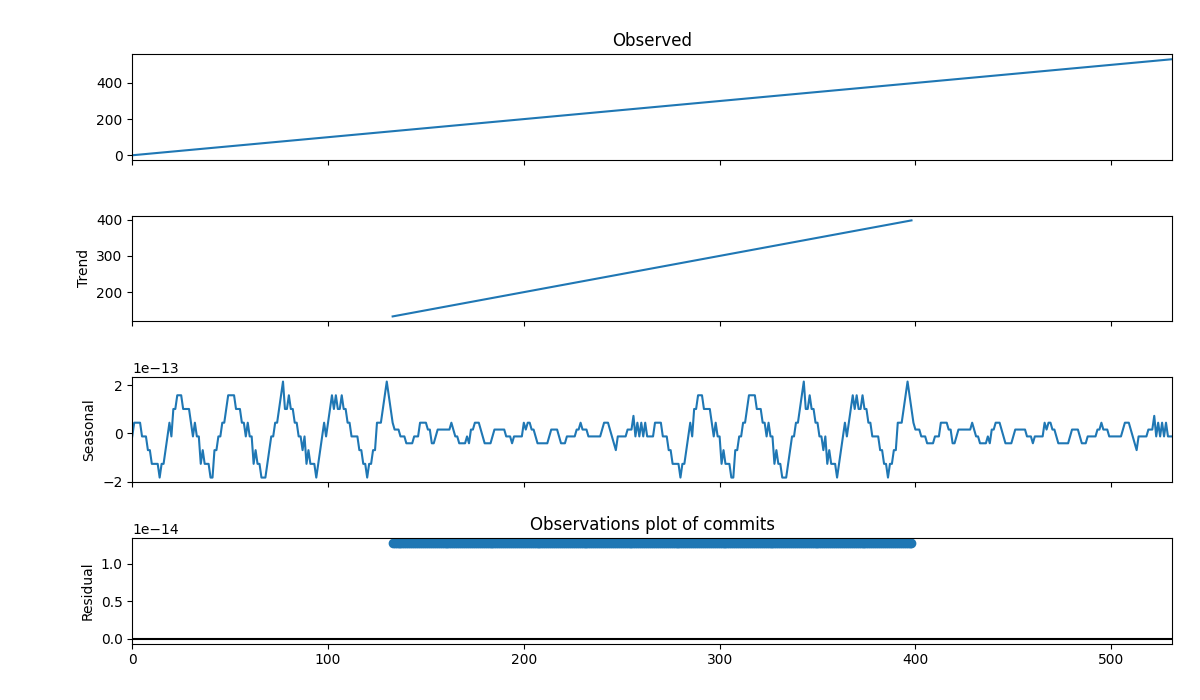 Observed
400
200
0
400
Trend
300
200
1e−13
2
Seasonal
0
−2
Observations plot of commits
1e−14
1.0
Residual
0.5
0.0
0 100 200 300 400 500